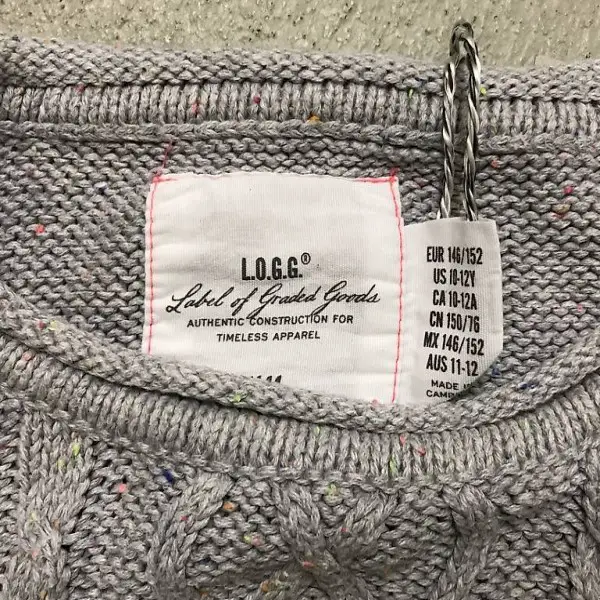 L.O.G.G.®
Label of Graded Goods
AUTHENTIC CONSTRUCTION FOR
TIMELESS APPAREL
EUR 146/152
US 10-12Y
CA 10-12A
CN 150/76
MX 146/152
AUS 11-12
MADE